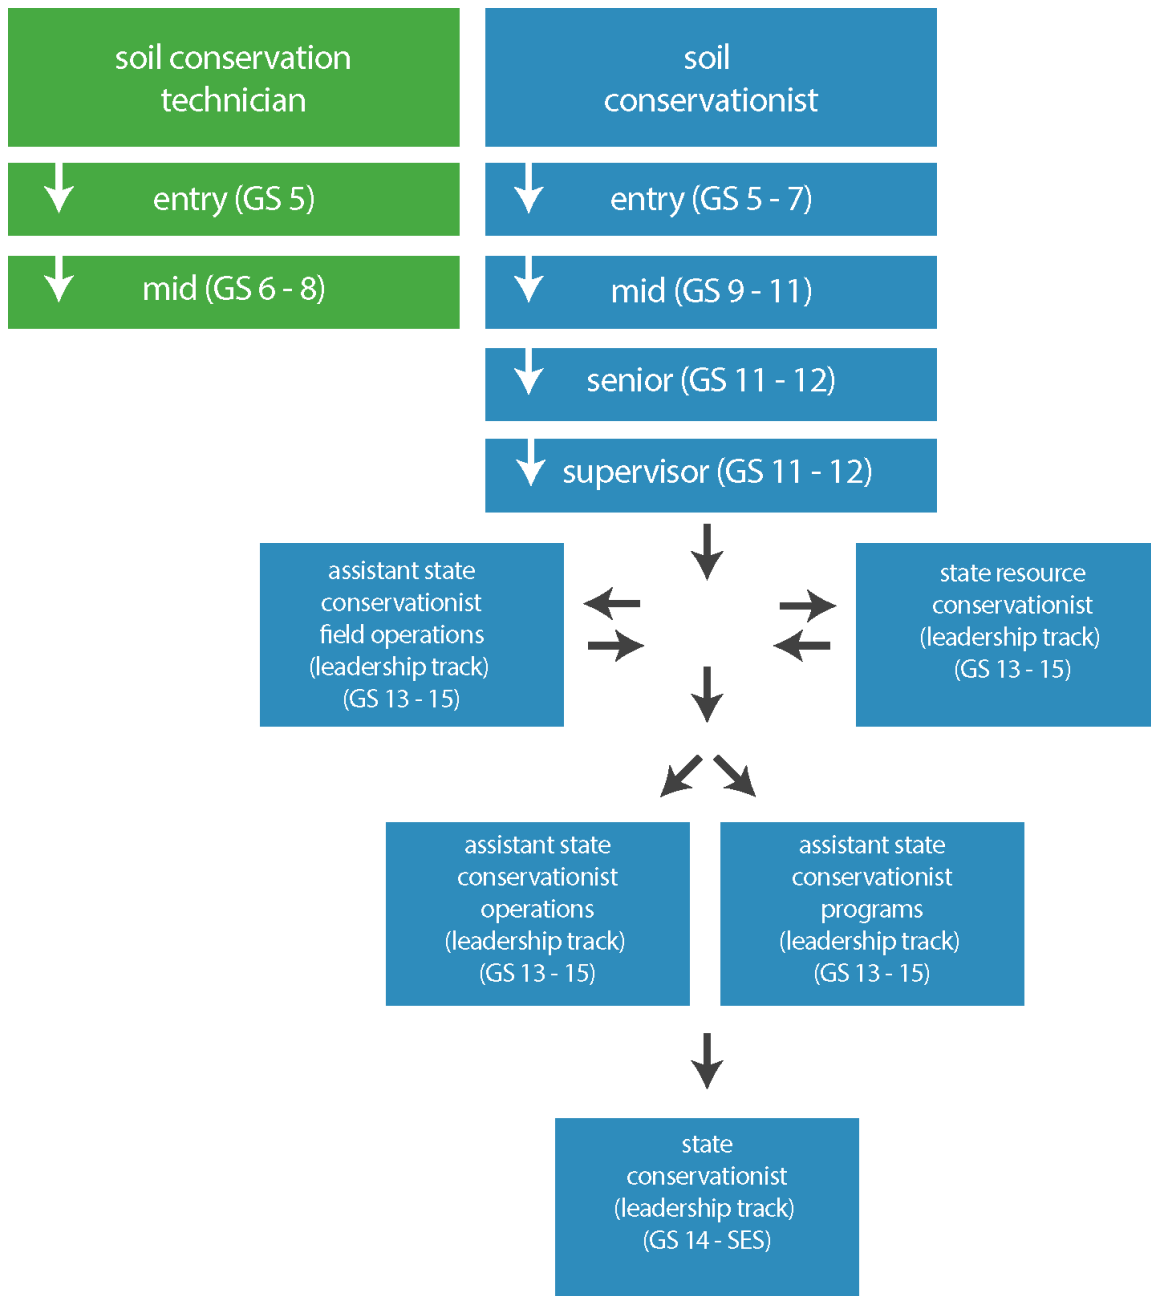 soil conservation
technician
entry (GS 5)
mid (GS 6 - 8)
soil
conservationist
entry (GS 5 - 7)
mid (GS 9 - 11)
senior (GS 11 - 12)
supervisor (GS 11 - 12)
assistant state
conservationist
field operations
(leadership track)
(GS 13 - 15)
state resource
conservationist
(leadership track)
(GS 13 - 15)
assistant state
conservationist
operations
(leadership track)
(GS 13 - 15)
assistant state
conservationist
programs
(leadership track)
(GS 13 - 15)
state
conservationist
(leadership track)
(GS 14 - SES)